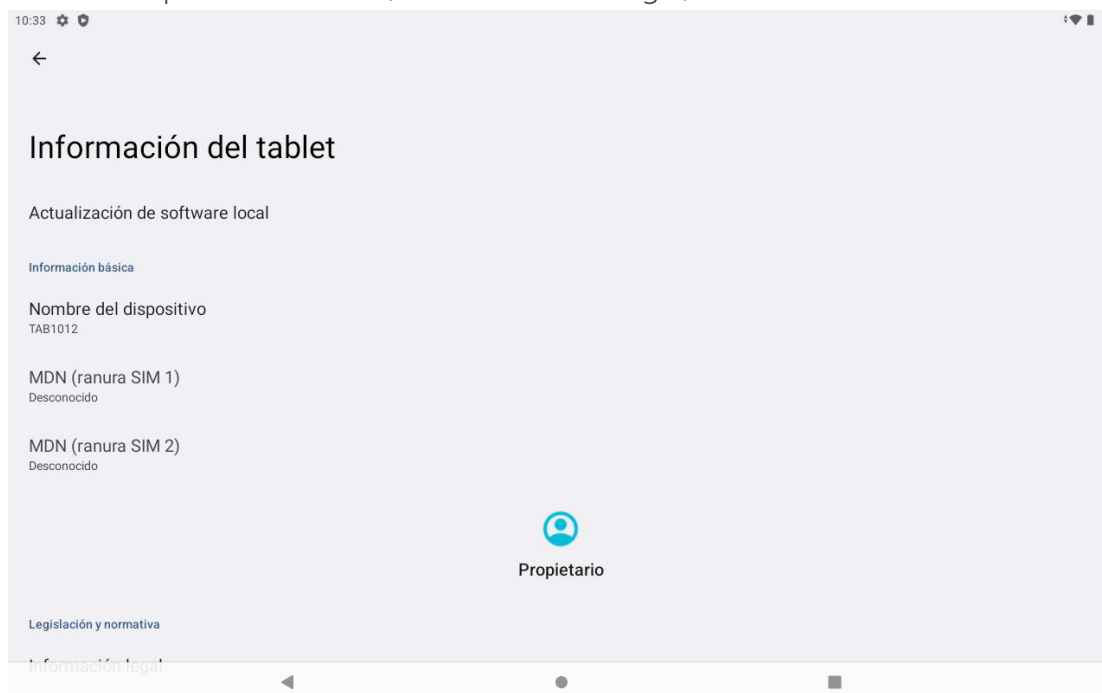 10:33
Información del tablet
Actualización de software local
Información básica
Nombre del dispositivo
TAB1012
MDN (ranura SIM 1)
Desconocido
MDN (ranura SIM 2)
Desconocido
Propietario
Legislación y normativa
Información legal